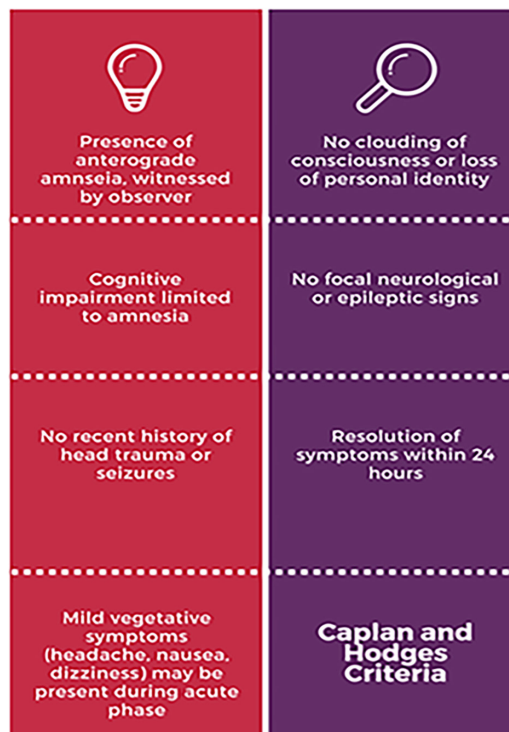 Presence of
anterograde
amnseia, witnessed
by observer
No clouding of
consciousness or loss
of personal identity
Cognitive
impairment limited
to amnesia
No focal neurological
or epileptic signs
No recent history of
head trauma or
seizures
Resolution of
symptoms within 24
hours
Mild vegetative
symptoms
(headache, nausea,
dizziness) may be
present during acute
phase
Caplan and
Hodges
Criteria